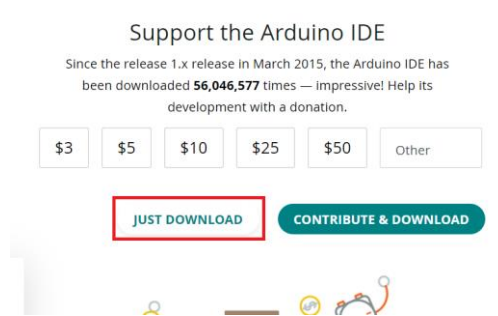 Support the Arduino IDE
Since the release 1.x release in March 2015, the Arduino IDE has
been downloaded 56,046,577 times — impressive! Help its
development with a donation.
$3 $5 $10 $25 $50 Other
JUST DOWNLOAD CONTRIBUTE & DOWNLOAD